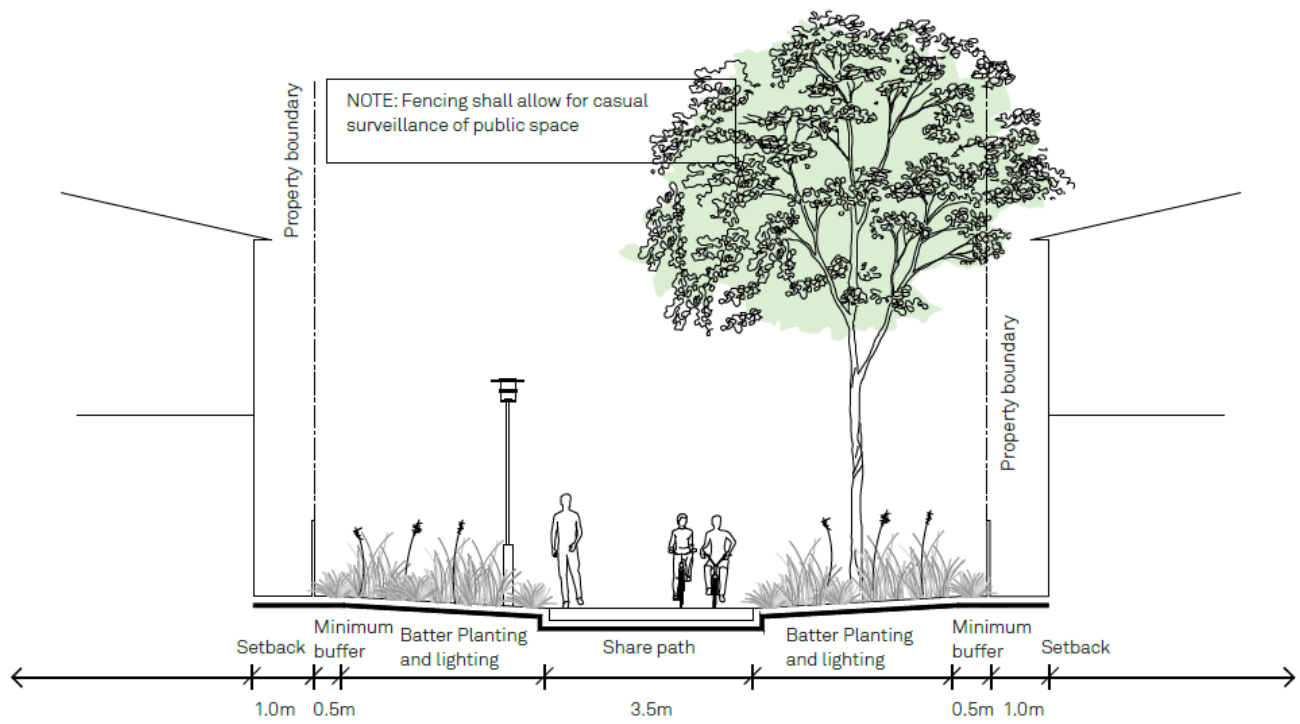 Property boundary
NOTE: Fencing shall allow for casual
surveillance of public space
Property boundary
Setback
Minimum
buffer
Batter Planting
and lighting
Share path
Batter Planting
and lighting
Minimum
buffer
Setback
1.0m
0.5m
3.5m
0.5m
1.0m